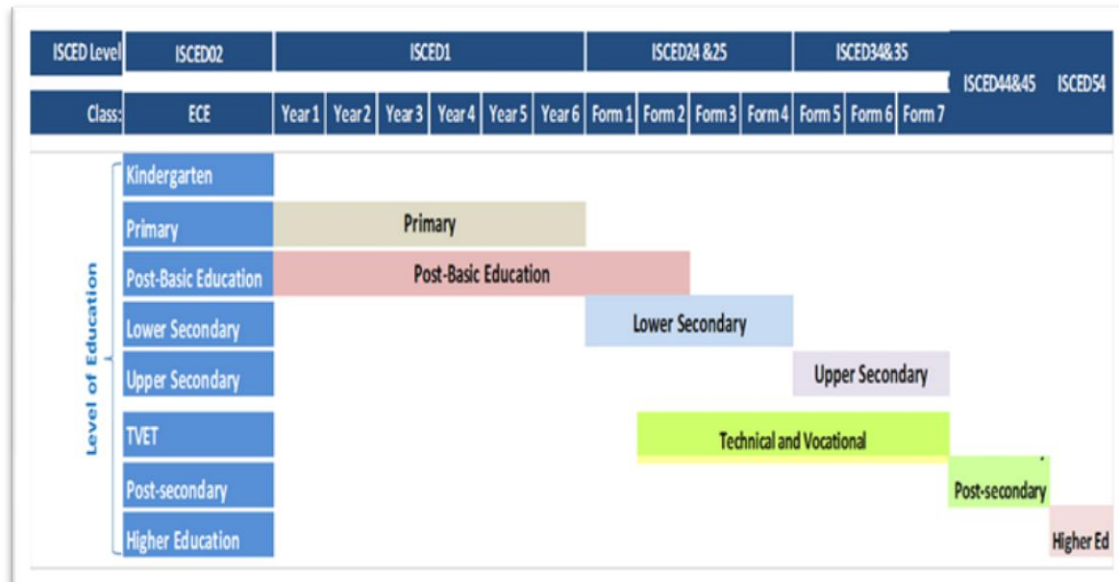 ISCED Level ISCED02 ISCED1 ISCED24 &25 ISCED34&35
ISCED44&45 ISCED54
Class: ECE Year 1 Year 2 Year 3 Year 4 Year 5 Year 6 Form 1 Form 2 Form 3 Form 4 Form 5 Form 6 Form 7
Level of Education
Kindergarten
Primary Primary
Post-Basic Education Post-Basic Education
Lower Secondary Lower Secondary
Upper Secondary Upper Secondary
TVET Technical and Vocational
Post-secondary Post-secondary
Higher Education Higher Ed